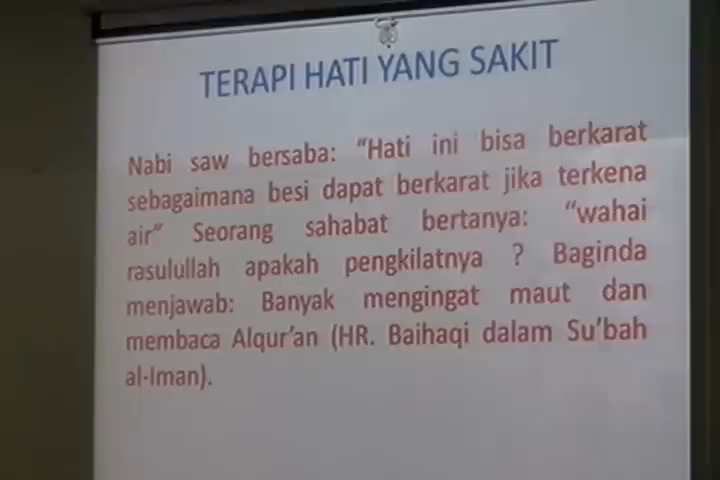 TERAPI HATI YANG SAKIT
Nabi saw bersaba: “Hati ini bisa berkarat
sebagaimana besi dapat berkarat jika terkena
air” Seorang sahabat bertanya: “wahai
rasulullah apakah pengkilatnya ? Baginda
menjawab: Banyak mengingat maut dan
membaca Alqur’an (HR. Baihaqi dalam Su’bah
al-Iman).